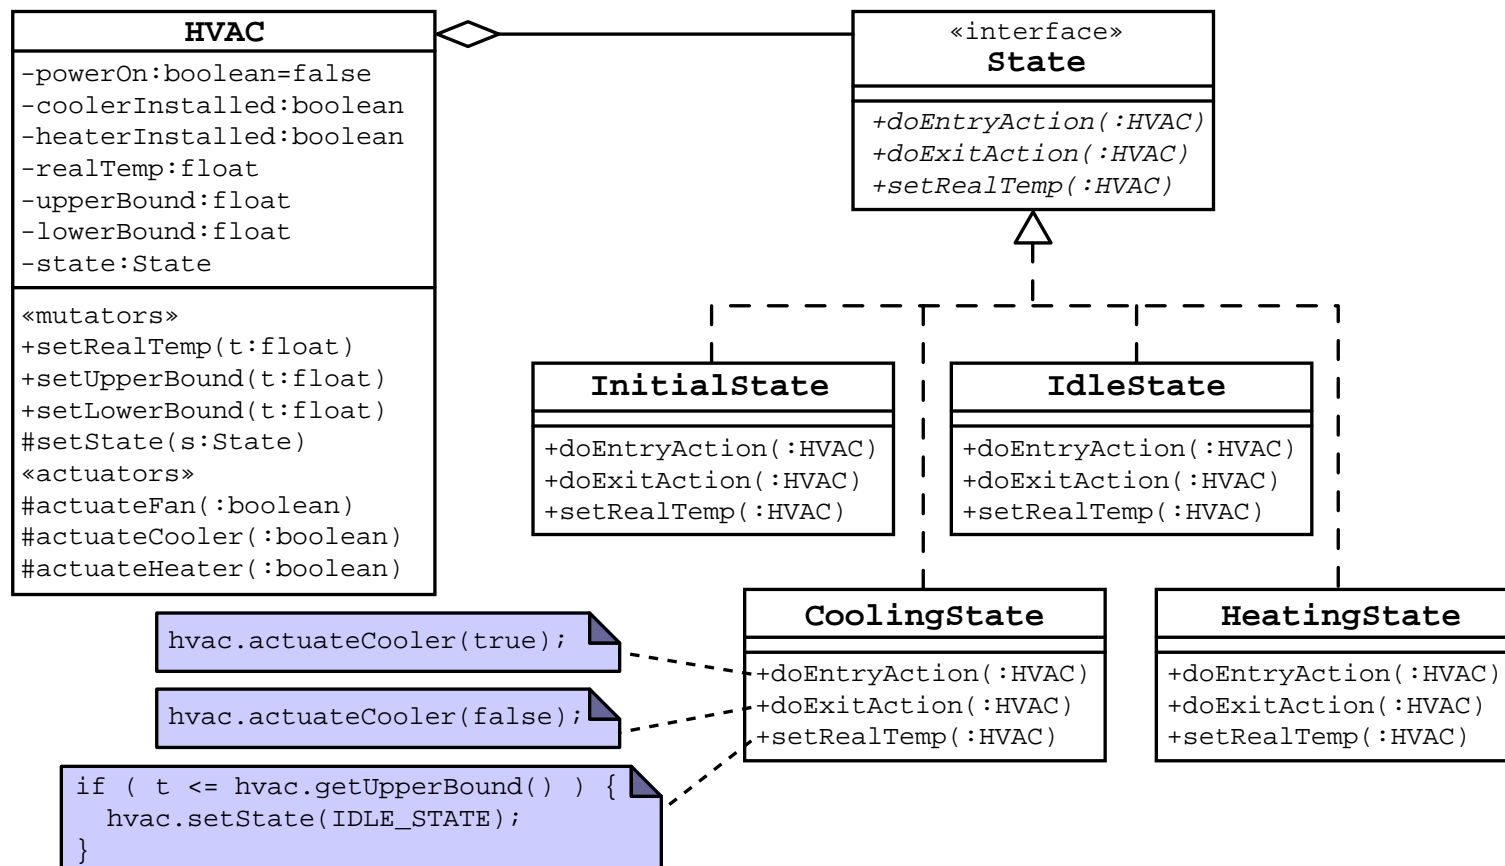 HVAC
-powerOn:boolean=false
-coolerInstalled:boolean
-heaterInstalled:boolean
-realTemp:float
-upperBound:float
-lowerBound:float
-state:State
«mutators»
+setRealTemp(t:float)
+setUpperBound(t:float)
+setLowerBound(t:float)
#setState(s:State)
«actuators»
#actuateFan(:boolean)
#actuateCooler(:boolean)
#actuateHeater(:boolean)
«interface»
State
+doEntryAction(:HVAC)
+doExitAction(:HVAC)
+setRealTemp(:HVAC)
InitialState
+doEntryAction(:HVAC)
+doExitAction(:HVAC)
+setRealTemp(:HVAC)
IdleState
+doEntryAction(:HVAC)
+doExitAction(:HVAC)
+setRealTemp(:HVAC)
CoolingState
+doEntryAction(:HVAC)
+doExitAction(:HVAC)
+setRealTemp(:HVAC)
HeatingState
+doEntryAction(:HVAC)
+doExitAction(:HVAC)
+setRealTemp(:HVAC)
hvac.actuateCooler(true);
hvac.actuateCooler(false);
if ( t <= hvac.getUpperBound() ) {
hvac.setState(IDLE_STATE);
}